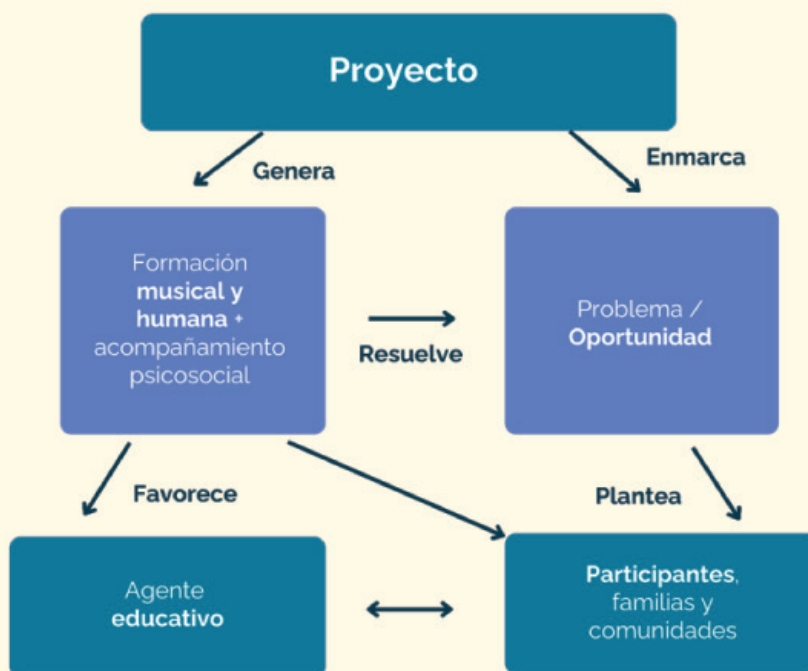 Proyecto
Genera
Enmarca
Formación
musical y
humana +
acompañamiento
psicosocial
Resuelve
Problema /
Oportunidad
Favorece
Plantea
Agente
educativo
Participantes,
familias y
comunidades